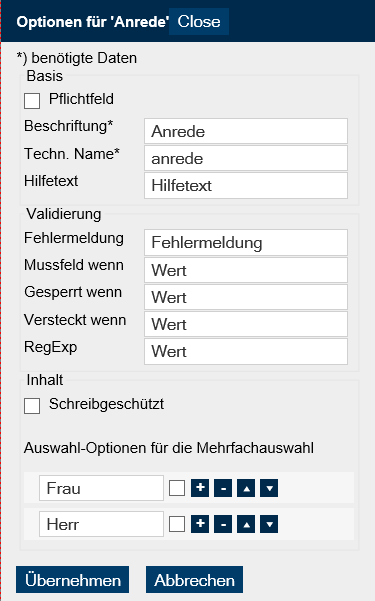 Optionen für 'Anrede' Close
*) benötigte Daten
Basis
Pflichtfeld
Beschriftung* Anrede
Techn. Name* anrede
Hilfetext Hilfetext
Validierung
Fehlermeldung Fehlermeldung
Mussfeld wenn Wert
Gesperrt wenn Wert
Versteckt wenn Wert
RegExp Wert
Inhalt
Schreibgeschützt
Auswahl-Optionen für die Mehrfachauswahl
Frau + - ▲ ▼
Herr + - ▲ ▼
Übernehmen Abbrechen